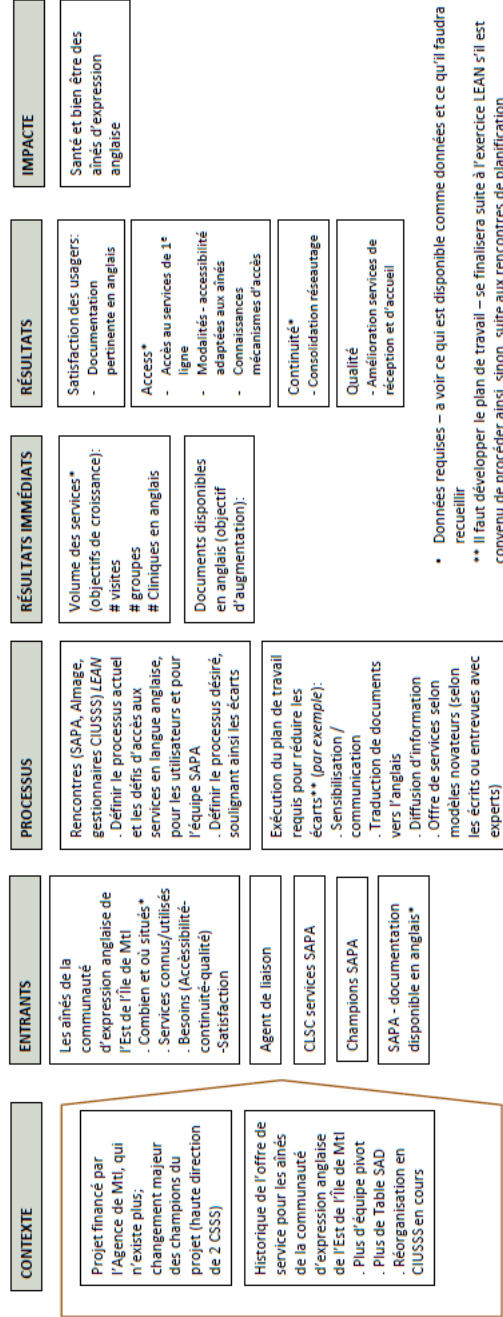 CONTEXTE
Projet financé par
l'Agence de Mtl, qui
n'existe plus;
changement majeur
des champions du
projet (haute direction
de 2 CSSS)
Historique de l'offre de
service pour les aînés
de la communauté
d'expression anglaise
de l'Est de l'Île de Mtl
. Plus d'équipe pivot
. Plus de Table SAD
. Réorganisation en
CIUSSS en cours
ENTRANTS
Les aînés de la
communauté
d'expression anglaise de
l'Est de l'Île de Mtl
. Combien et où situés*
. Services connus/utilisés
. Besoins (Accèssibilité-
continuité-qualité)
-Satisfaction
Agent de liaison
CLSC services SAPA
Champions SAPA
SAPA - documentation
disponible en anglais*
PROCESSUS
Rencontres (SAPA, AImage,
gestionnaires CIUSSS) LEAN
. Définir le processus actuel
et les défis d'accès aux
services en langue anglaise,
pour les utilisateurs et pour
l'équipe SAPA
. Définir le processus désiré,
soulignant ainsi les écarts
Exécution du plan de travail
requis pour réduire les
écarts** (par exemple):
. Sensibilisation /
communication
. Traduction de documents
vers l'anglais
. Diffusion d'information
. Offre de services selon
modèles novateurs (selon
les écrits ou entrevues avec
experts)
RÉSULTATS IMMÉDIATS
Volume des services*
(objectifs de croissance):
# visites
# groupes
# Cliniques en anglais
Documents disponibles
en anglais (objectif
d'augmentation):
RÉSULTATS
Satisfaction des usagers:
- Documentation
pertinente en anglais
Access*
- Accès au services de 1e
ligne
- Modalités - accessibilité
adaptées aux aînés
- Connaissances
mécanismes d'accès
Continuité*
- Consolidation réseautage
Qualité
- Amélioration services de
réception et d'accueil
IMPACTE
Santé et bien être des
aînés d'expression
anglaise
• Données requises – a voir ce qui est disponible comme données et ce qu'il faudra
recueillir
** Il faut développer le plan de travail – se finalisera suite à l'exercice LEAN s'il est
convenu de procéder ainsi, sinon, suite aux rencontres de planification